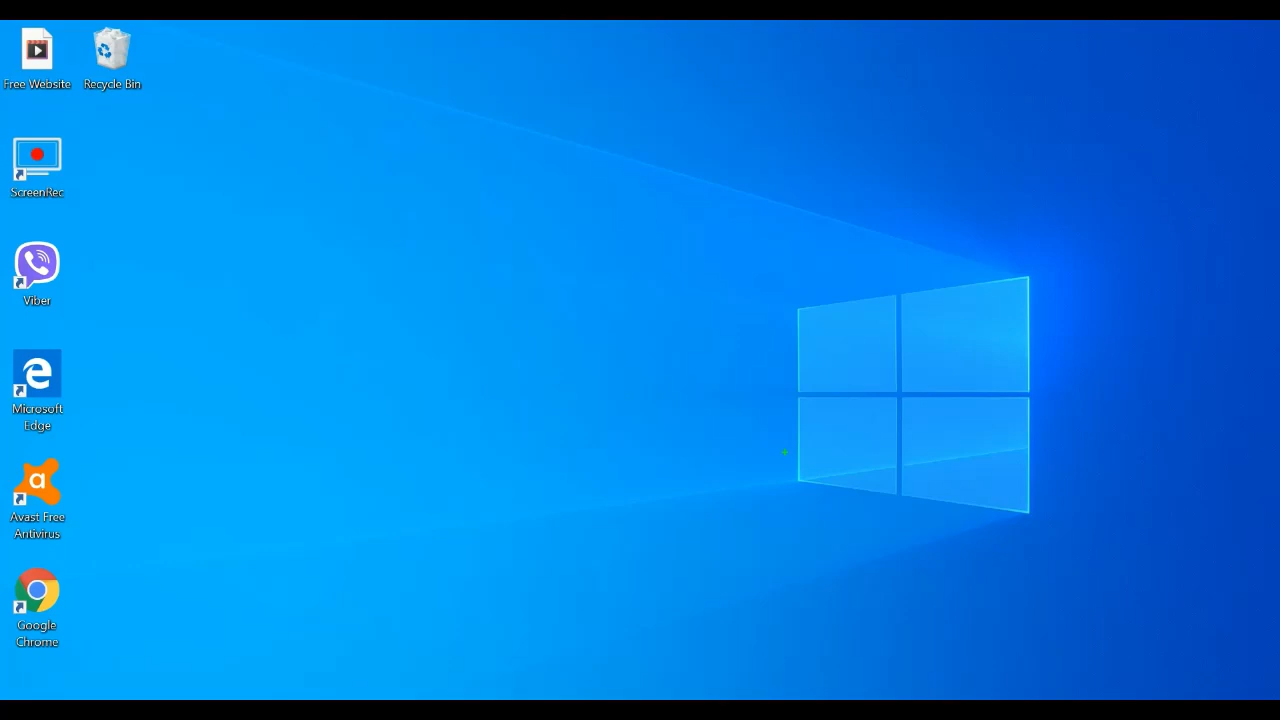 Free Website
Recycle Bin
ScreenRec
Viber
Microsoft
Edge
Avast Free
Antivirus
Google
Chrome